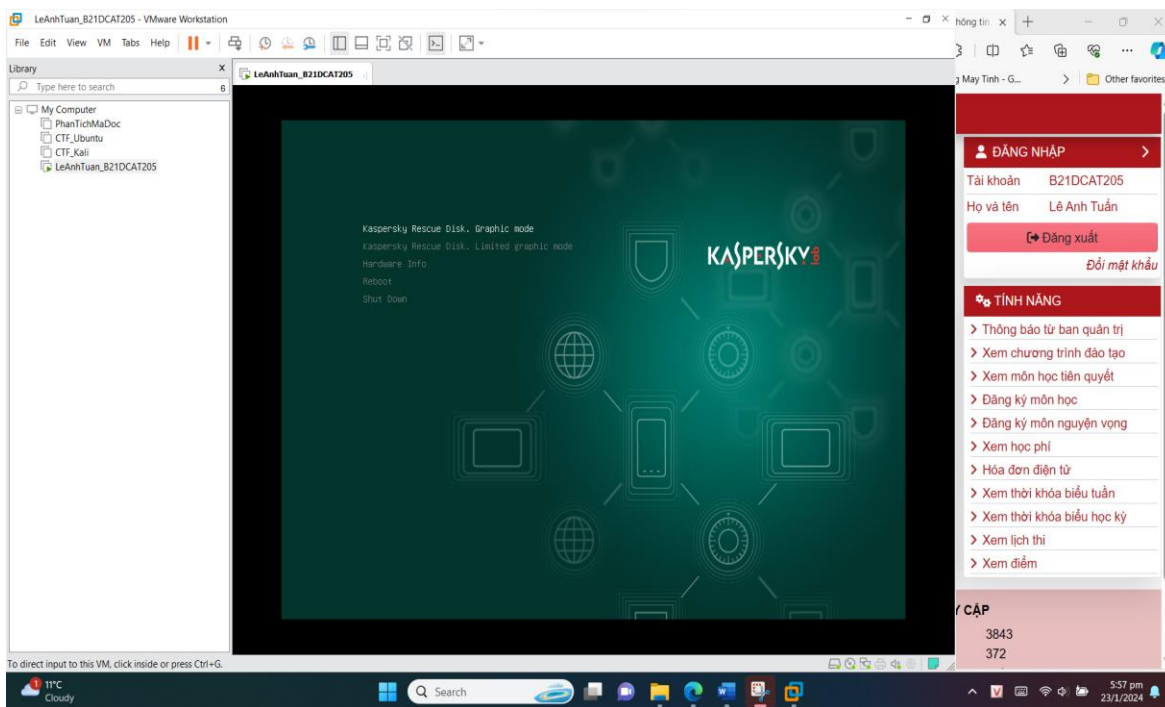 LeAnhTuan_B21DCAT205 - VMware Workstation
File Edit View VM Tabs Help
Library
Type here to search
My Computer
PhanTichMaDoc
CTF_Ubuntu
CTF_Kali
LeAnhTuan_B21DCAT205
LeAnhTuan_B21DCAT205
Kaspersky Rescue Disk. Graphic mode
Kaspersky Rescue Disk. Limited graphic mode
Hardware Info
Reboot
Shut Down
KASPERSKY lab
To direct input to this VM, click inside or press Ctrl+G.
hông tin
g May Tinh - G...
Other favorites
ĐĂNG NHẬP
Tài khoản B21DCAT205
Họ và tên Lê Anh Tuấn
Đăng xuất
Đổi mật khẩu
TÍNH NĂNG
Thông báo từ ban quản trị
Xem chương trình đào tạo
Xem môn học tiên quyết
Đăng ký môn học
Đăng ký môn nguyện vọng
Xem học phí
Hóa đơn điện tử
Xem thời khóa biểu tuần
Xem thời khóa biểu học kỳ
Xem lịch thi
Xem điểm
Y CẬP
3843
372
1
11°C
Cloudy
Search
V
5:57 pm
23/1/2024